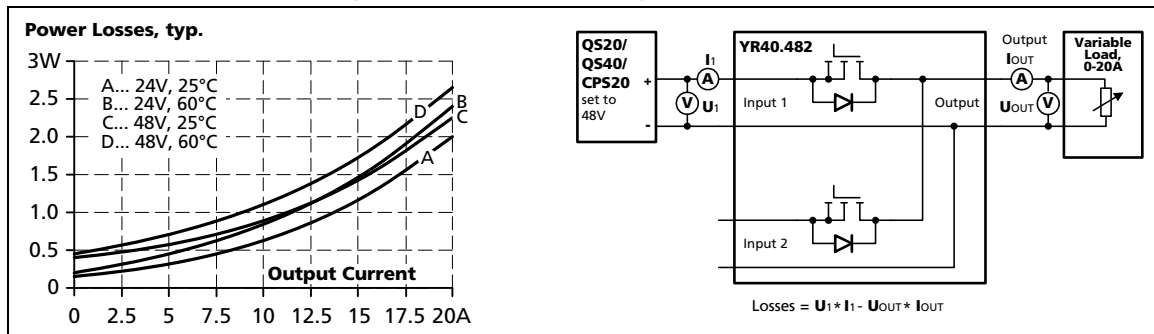 Power Losses, typ.
3W
2.5
2.0
1.5
1.0
0.5
0
A... 24V, 25°C
B... 24V, 60°C
C... 48V, 25°C
D... 48V, 60°C
D
B
C
A
Output Current
0 2.5 5 7.5 10 12.5 15 17.5 20A
QS20/
QS40/
CPS20
set to
48V
+
-
V
U1
I1
A
YR40.482
Input 1
Output
Input 2
Output
IOUT
A
UOUT
V
Variable
Load,
0-20A
Losses = U1* I1- UOUT* IOUT